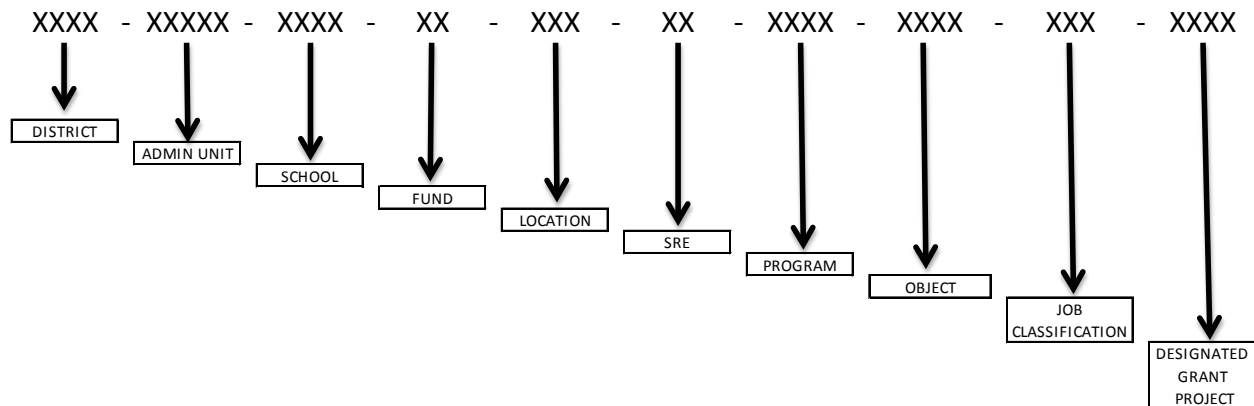 XXXX - XXXXX - XXXX - XX - XXX - XX - XXXX - XXXX - XXX - XXXX
DISTRICT
ADMIN UNIT
SCHOOL
FUND
LOCATION
SRE
PROGRAM
OBJECT
JOB
CLASSIFICATION
DESIGNATED
GRANT
PROJECT